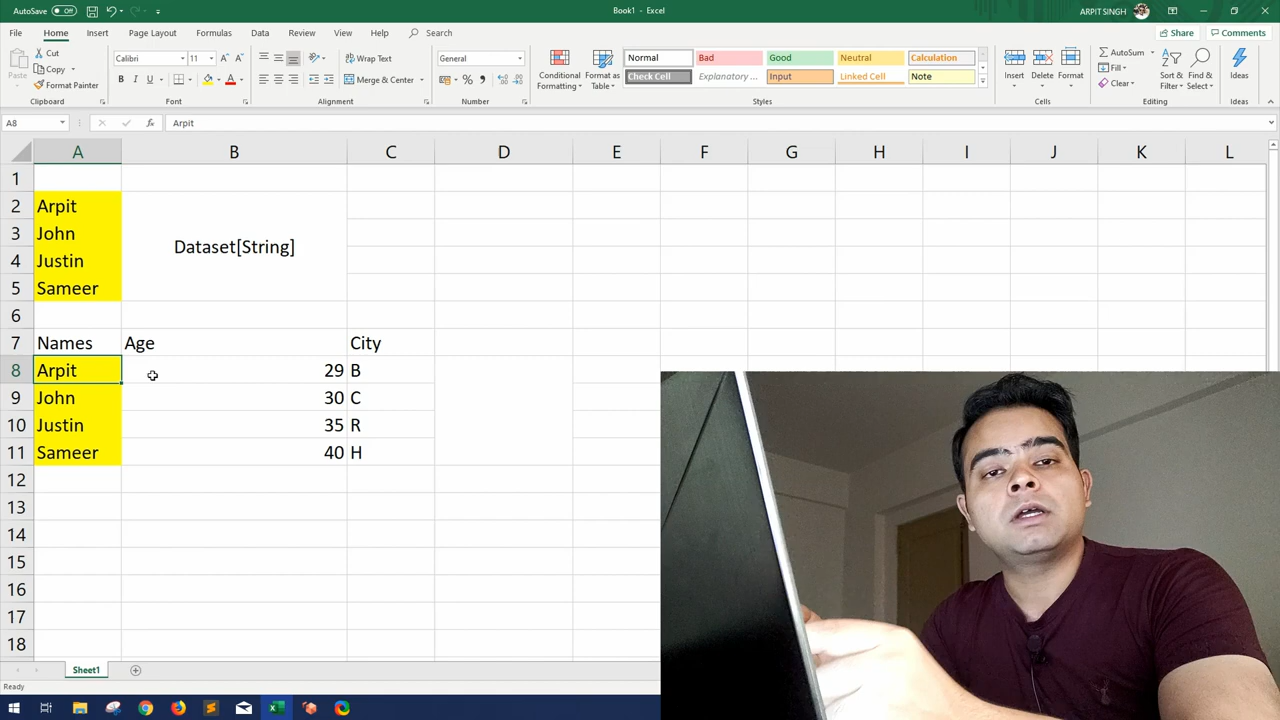 AutoSave Off
Book1 - Excel
ARPIT SINGH
File Home Insert Page Layout Formulas Data Review View Help Search
Share Comments
Paste
Cut
Copy
Format Painter
Clipboard
Calibri 11
B I U
Font
Wrap Text
Merge & Center
Alignment
General
Number
Conditional Formatting
Format as Table
Normal Bad Good Neutral Calculation
Check Cell Explanatory ... Input Linked Cell Note
Styles
Insert Delete Format
Cells
AutoSum
Fill
Clear
Sort & Filter
Find & Select
Editing
Ideas
Ideas
A8 fx Arpit
A B C D E F G H I J K L
1
2 Arpit
3 John
Dataset[String]
4 Justin
5 Sameer
6
7 Names Age City
8 Arpit 29 B
9 John 30 C
10 Justin 35 R
11 Sameer 40 H
12
13
14
15
16
17
18
Sheet1
Ready